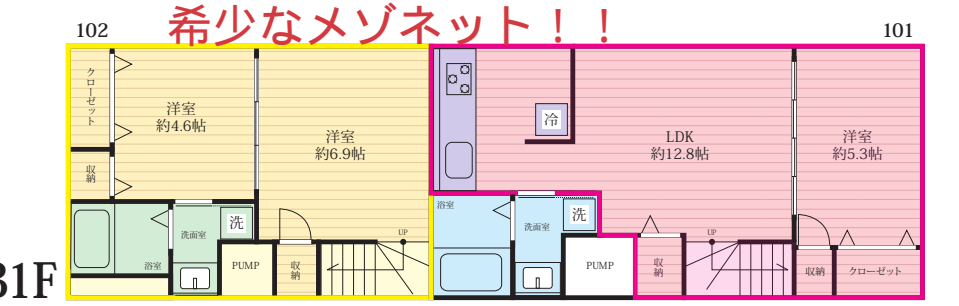 希少なメゾネット！！
102
101
クローゼット
洋室
約4.6帖
洋室
約6.9帖
収納
浴室
洗面室
洗
PUMP
収納
UP
冷
LDK
約12.8帖
洋室
約5.3帖
浴室
洗面室
洗
PUMP
収納
UP
収納
クローゼット